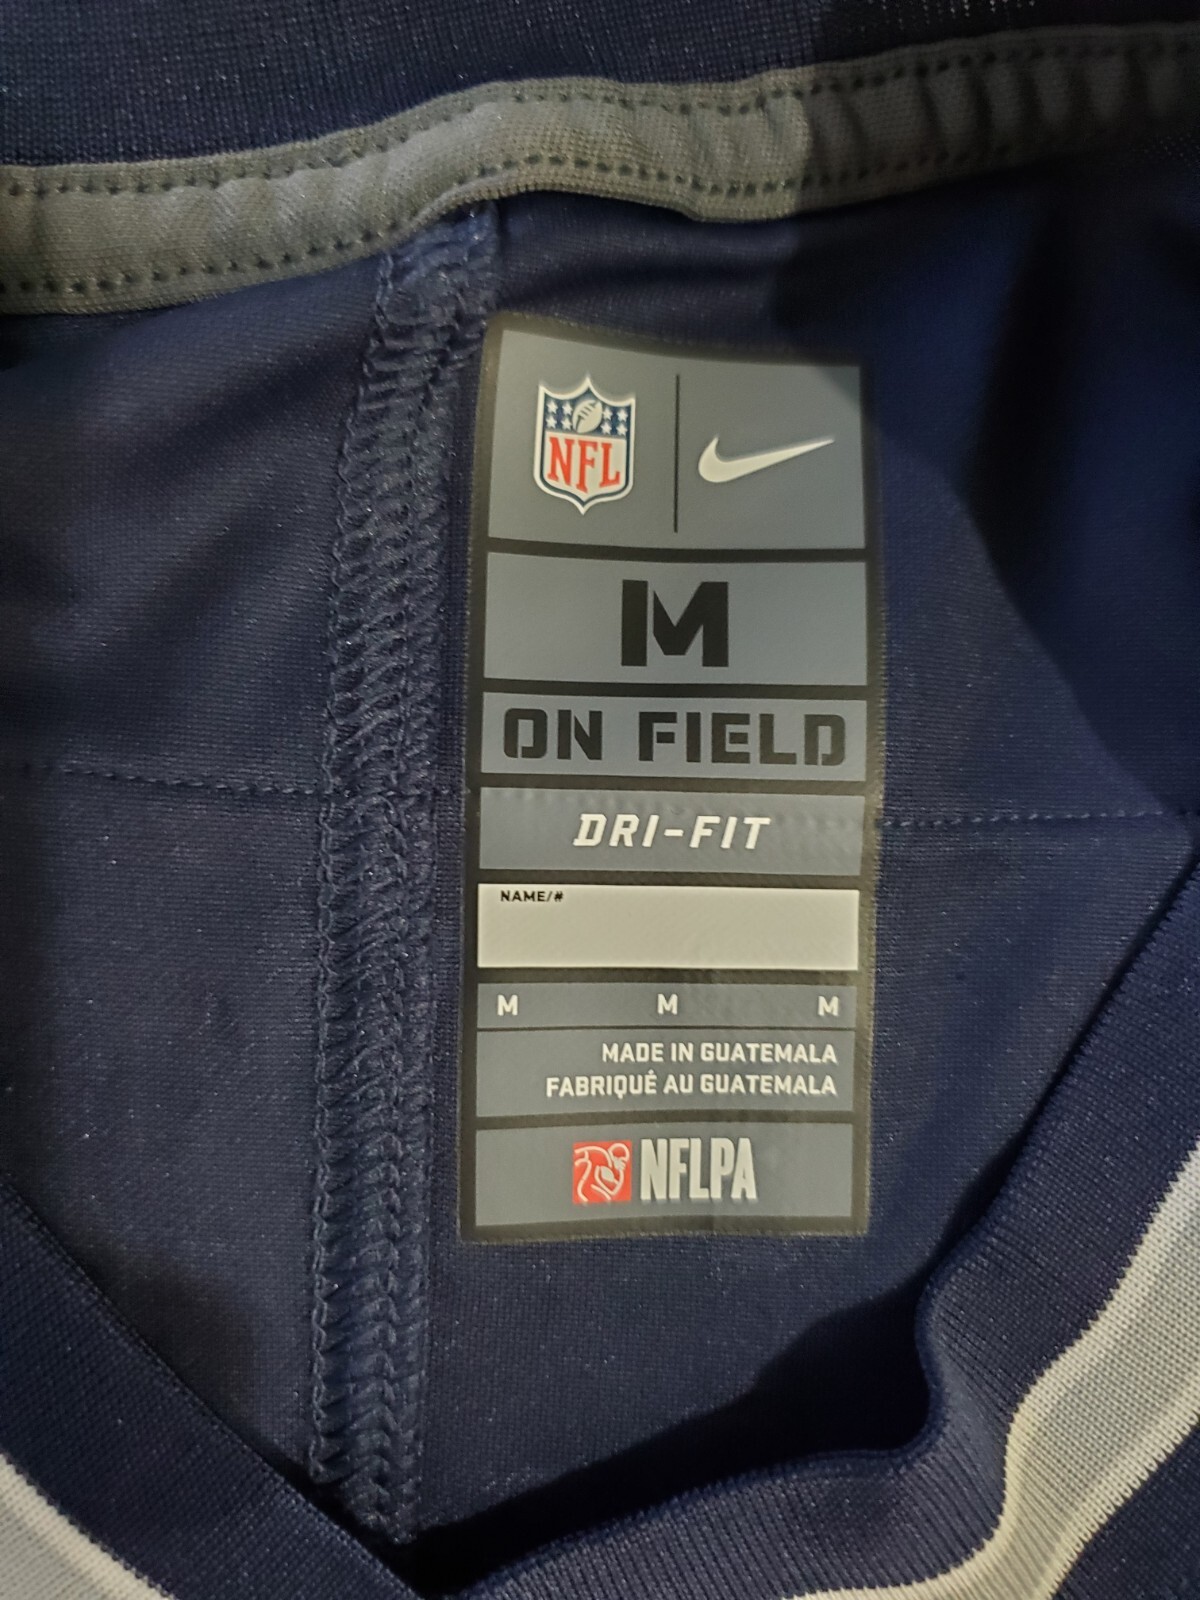 NFL
M
ON FIELD
DRI-FIT
NAME/#
M M M
MADE IN GUATEMALA
FABRIQUÉ AU GUATEMALA
NFLPA